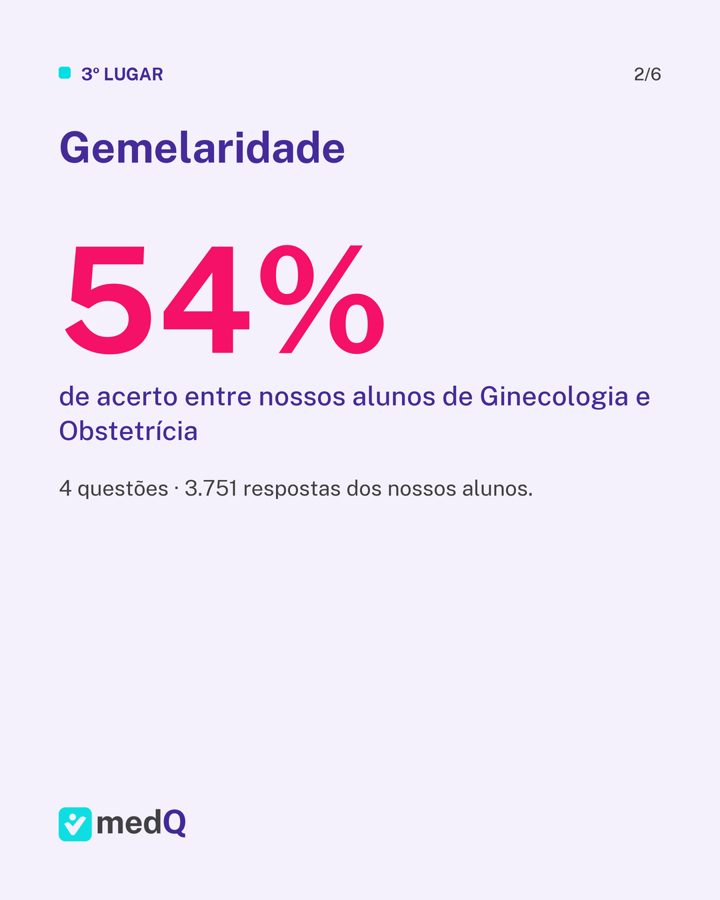 3º LUGAR
2/6
Gemelaridade
54%
de acerto entre nossos alunos de Ginecologia e
Obstetrícia
4 questões · 3.751 respostas dos nossos alunos.
medQ